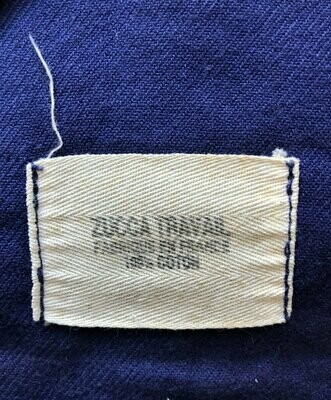 ZUCCA TRAVAIL
FABRIQUE EN FRANCE
100% COTON